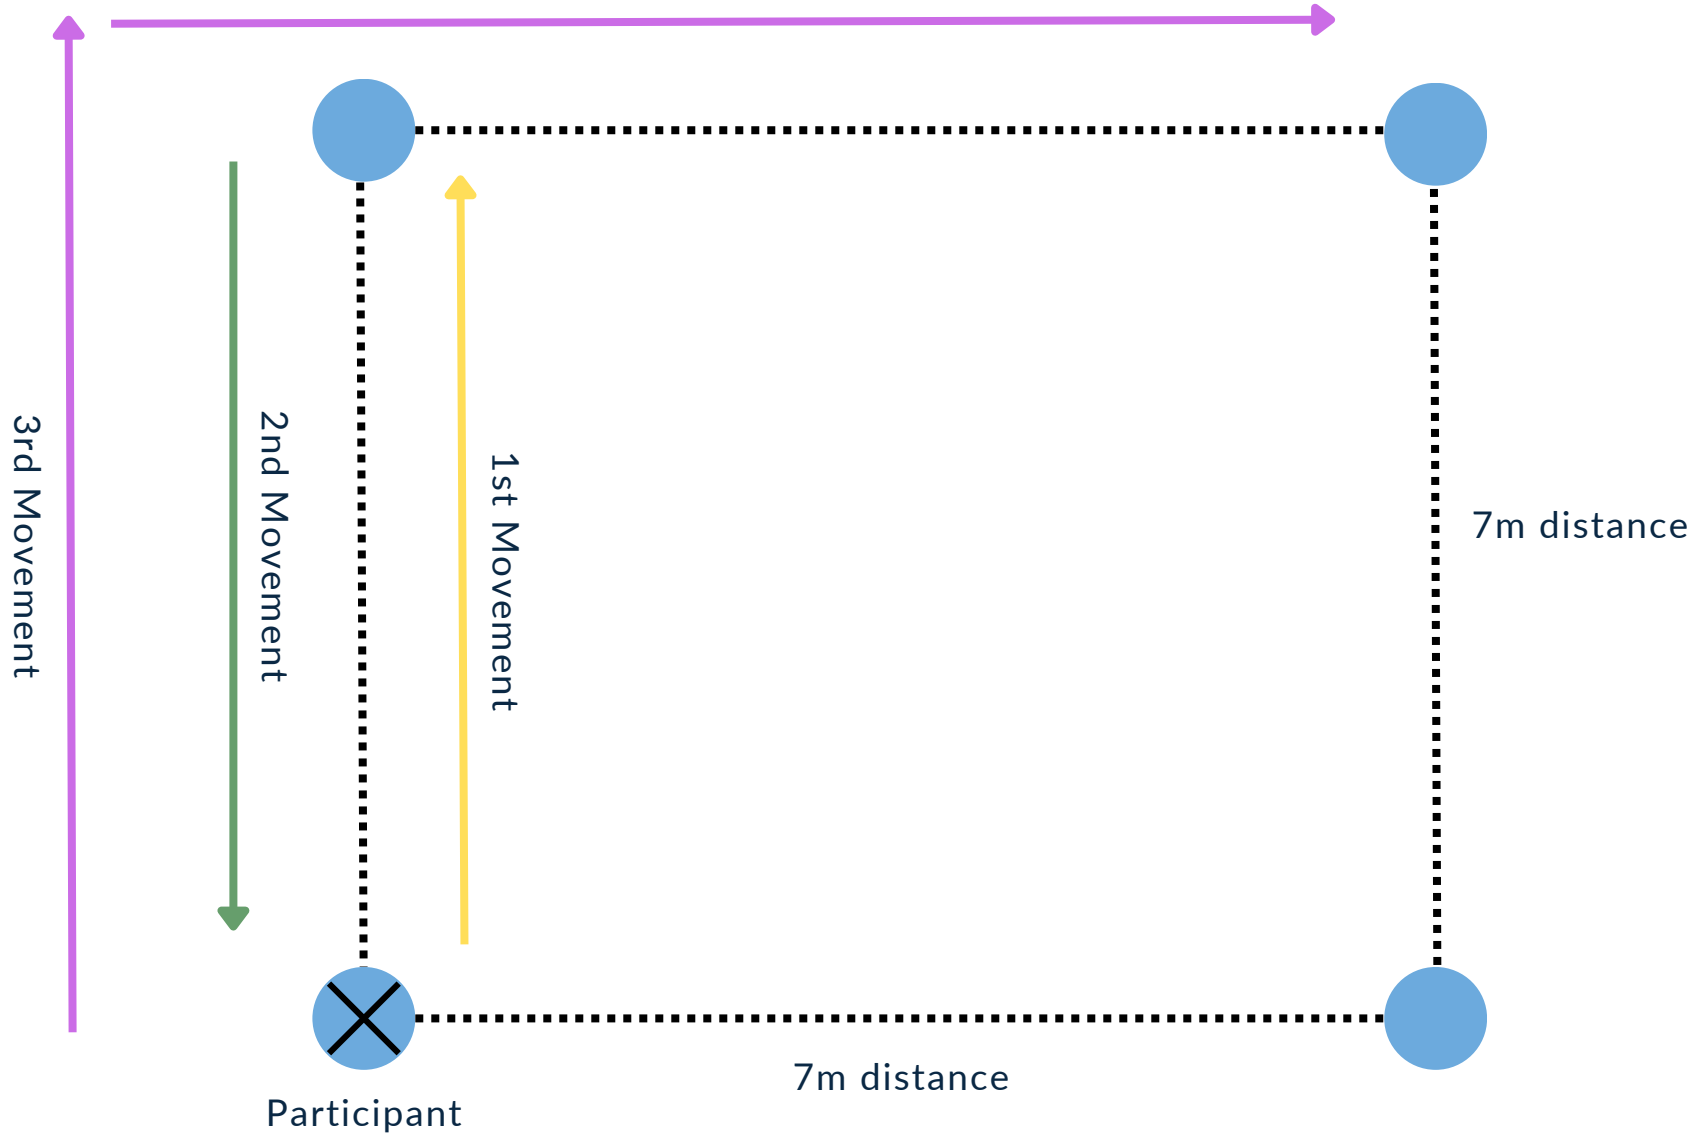 3rd Movement
2nd Movement
1st Movement
7m distance
7m distance
Participant